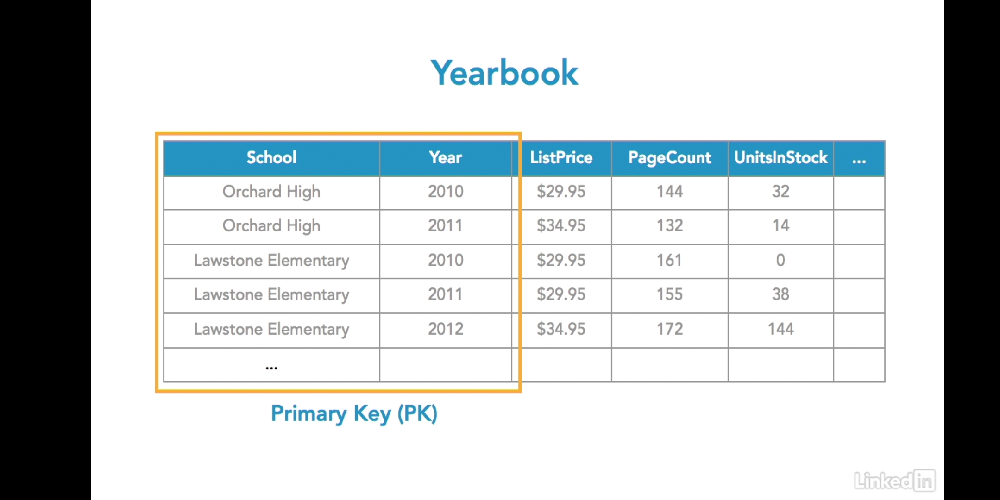 Yearbook
School Year ListPrice PageCount UnitsInStock ...
Orchard High 2010 $29.95 144 32
Orchard High 2011 $34.95 132 14
Lawstone Elementary 2010 $29.95 161 0
Lawstone Elementary 2011 $29.95 155 38
Lawstone Elementary 2012 $34.95 172 144
...
Primary Key (PK)
Linked in